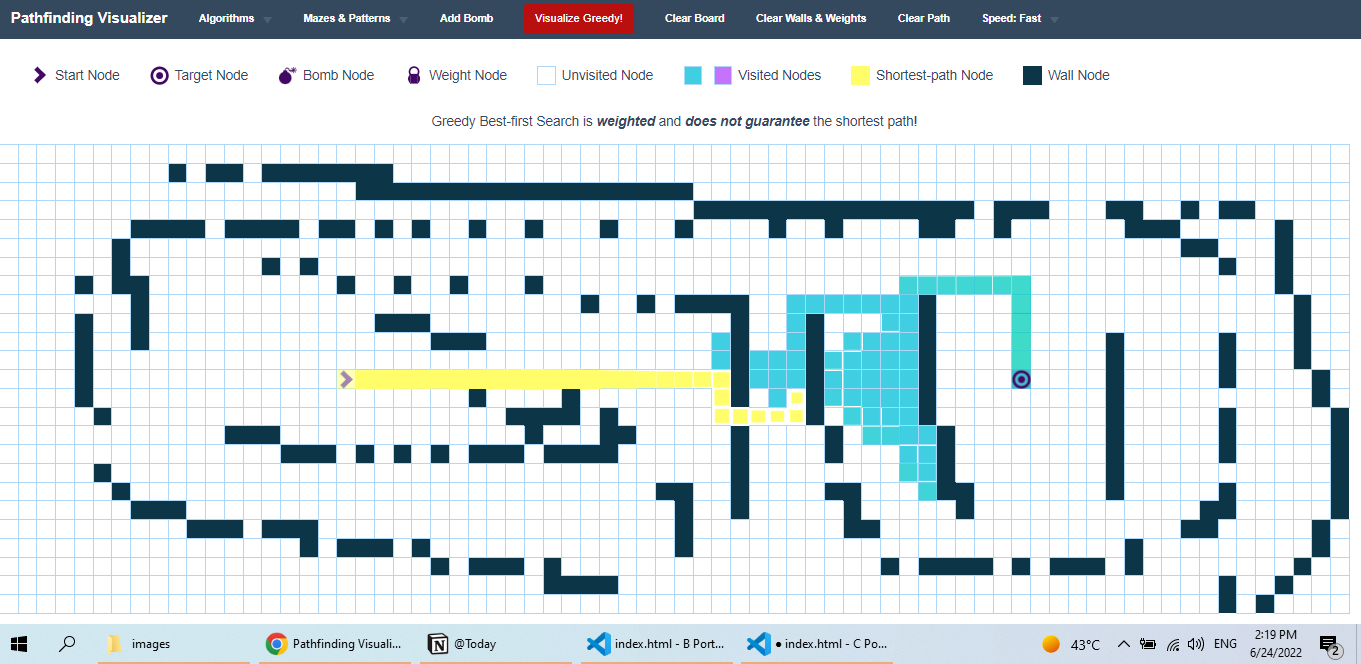 Pathfinding Visualizer Algorithms Mazes & Patterns Add Bomb Visualize Greedy! Clear Board Clear Walls & Weights Clear Path Speed: Fast
Start Node Target Node Bomb Node Weight Node Unvisited Node Visited Nodes Shortest-path Node Wall Node
Greedy Best-first Search is weighted and does not guarantee the shortest path!
images Pathfinding Visuali... @Today index.html - B Port... ● index.html - C Po... 43°C ENG 2:19 PM
6/24/2022 2